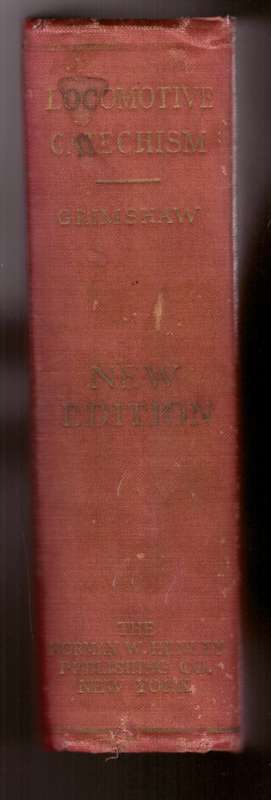 LOCOMOTIVE
CATECHISM
GRIMSHAW
NEW
EDITION
THE
NORMAN W. HENLEY
PUBLISHING CO.
NEW YORK